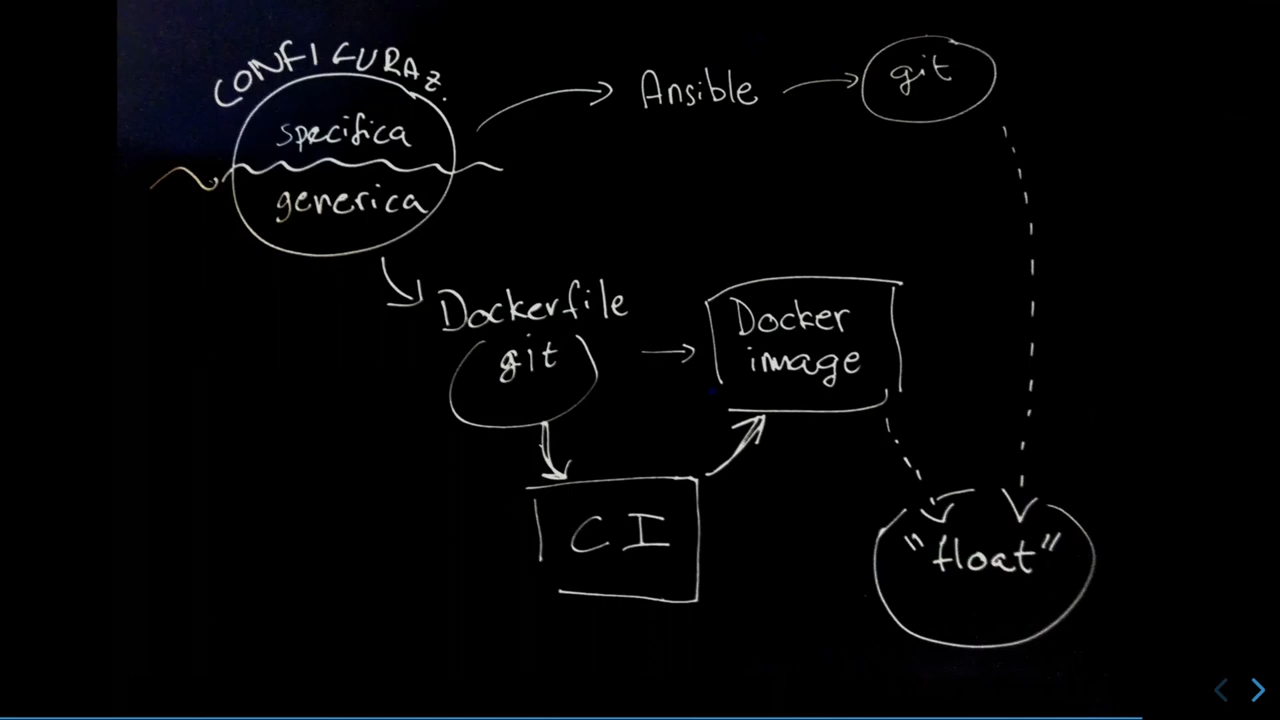 CONFIGURAZ.
specifica
generica
Ansible
git
Dockerfile
git
Docker
image
CI
"float"